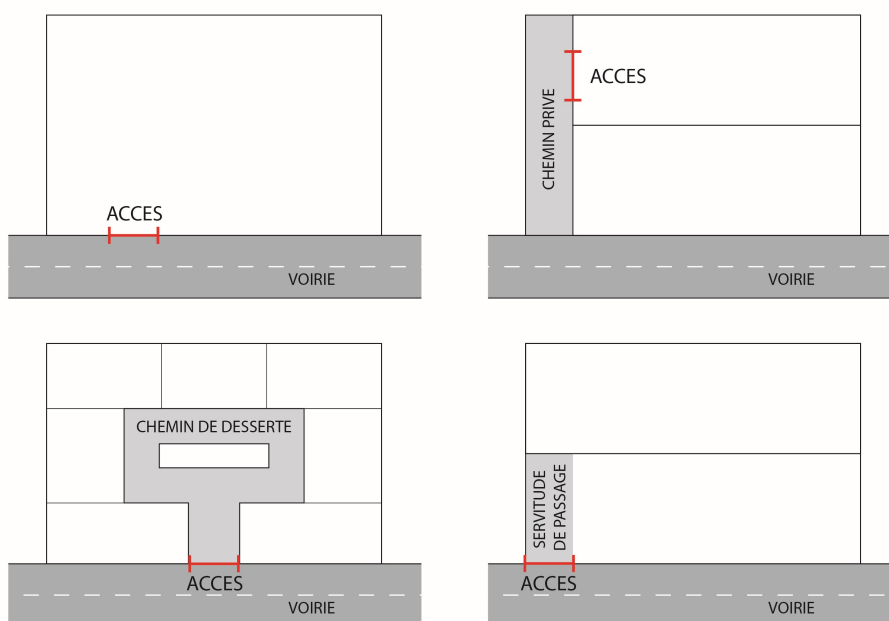 ACCES
VOIRIE
CHEMIN PRIVE
ACCES
VOIRIE
CHEMIN DE DESSERTE
ACCES
VOIRIE
SERVITUDE
DE PASSAGE
ACCES
VOIRIE